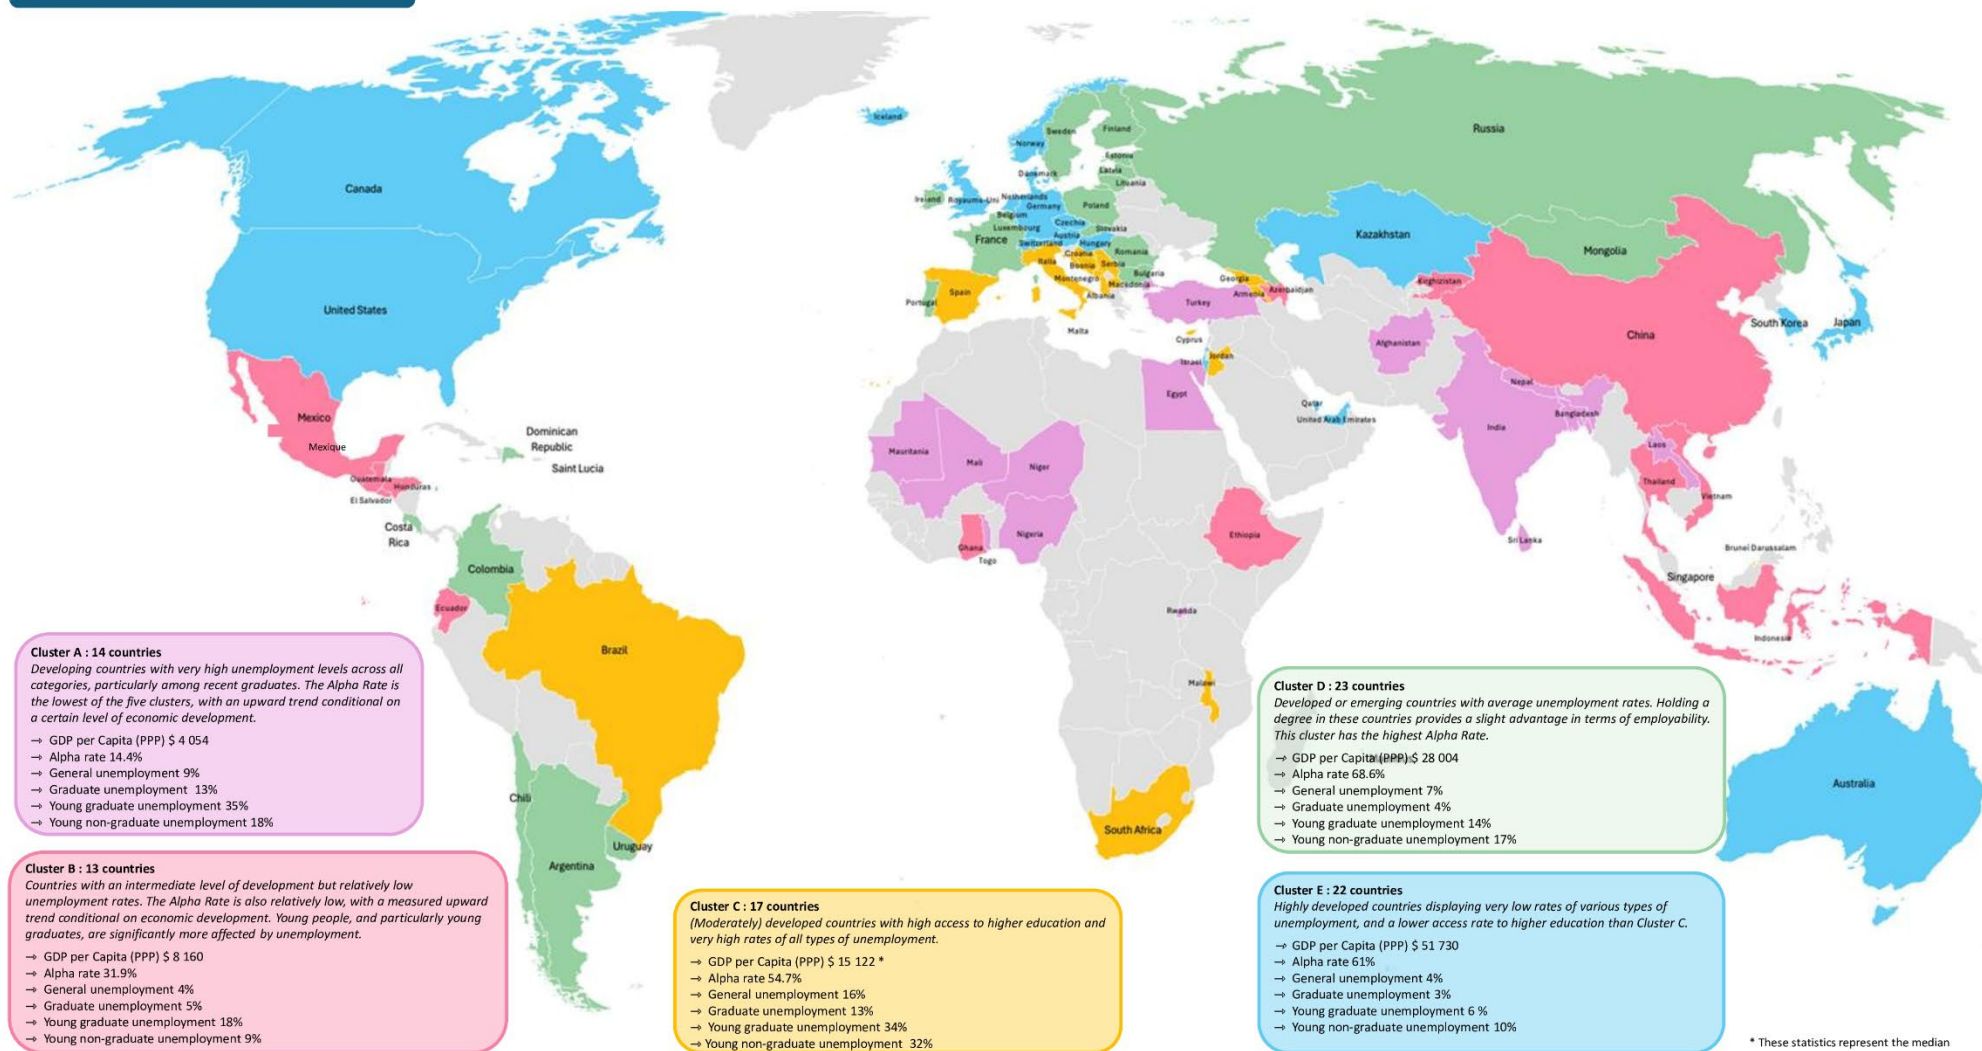 Iceland
Sweden
Finland
Russia
Norway
Estonia
Canada
Latvia
Danemark
Lituania
Ireland
Royaume-Uni
Netherlands
Germany
Poland
Belgium
Czechia
Luxembourg
Slovakia
Austria
France
Switzerland
Hungary
Kazakhstan
Mongolia
Romania
Croatia
Italia
Bosnia
Serbia
Bulgaria
Montenegro
Macedonia
Georgia
Albania
Armenia
Azerbaidjan
Kirghizistan
Portugal
Spain
Turkey
United States
Malta
Cyprus
Israel
Jordan
Afghanistan
China
South Korea
Japan
Nepal
Egypt
Qatar
United Arab Emirates
Bangladesh
India
Mexico
Mexique
Dominican
Republic
Saint Lucia
Mauritania
Mali
Niger
Laos
Guatemala
Honduras
El Salvador
Thailand
Vietnam
Costa
Rica
Ghana
Togo
Nigeria
Ethiopia
Sri Lanka
Brunei Darussalam
Singapore
Colombia
Ecuador
Rwanda
Indonesia
Brazil
Malawi
Chili
Uruguay
Argentina
South Africa
Australia
Cluster A : 14 countries
Developing countries with very high unemployment levels across all
categories, particularly among recent graduates. The Alpha Rate is
the lowest of the five clusters, with an upward trend conditional on
a certain level of economic development.
→ GDP per Capita (PPP) $ 4 054
→ Alpha rate 14.4%
→ General unemployment 9%
→ Graduate unemployment 13%
→ Young graduate unemployment 35%
→ Young non-graduate unemployment 18%
Cluster B : 13 countries
Countries with an intermediate level of development but relatively low
unemployment rates. The Alpha Rate is also relatively low, with a measured upward
trend conditional on economic development. Young people, and particularly young
graduates, are significantly more affected by unemployment.
→ GDP per Capita (PPP) $ 8 160
→ Alpha rate 31.9%
→ General unemployment 4%
→ Graduate unemployment 5%
→ Young graduate unemployment 18%
→ Young non-graduate unemployment 9%
Cluster C : 17 countries
(Moderately) developed countries with high access to higher education and
very high rates of all types of unemployment.
→ GDP per Capita (PPP) $ 15 122 *
→ Alpha rate 54.7%
→ General unemployment 16%
→ Graduate unemployment 13%
→ Young graduate unemployment 34%
→ Young non-graduate unemployment 32%
Cluster D : 23 countries
Developed or emerging countries with average unemployment rates. Holding a
degree in these countries provides a slight advantage in terms of employability.
This cluster has the highest Alpha Rate.
→ GDP per Capita (PPP) $ 28 004
→ Alpha rate 68.6%
→ General unemployment 7%
→ Graduate unemployment 4%
→ Young graduate unemployment 14%
→ Young non-graduate unemployment 17%
Cluster E : 22 countries
Highly developed countries displaying very low rates of various types of
unemployment, and a lower access rate to higher education than Cluster C.
→ GDP per Capita (PPP) $ 51 730
→ Alpha rate 61%
→ General unemployment 4%
→ Graduate unemployment 3%
→ Young graduate unemployment 6 %
→ Young non-graduate unemployment 10%
* These statistics represent the median